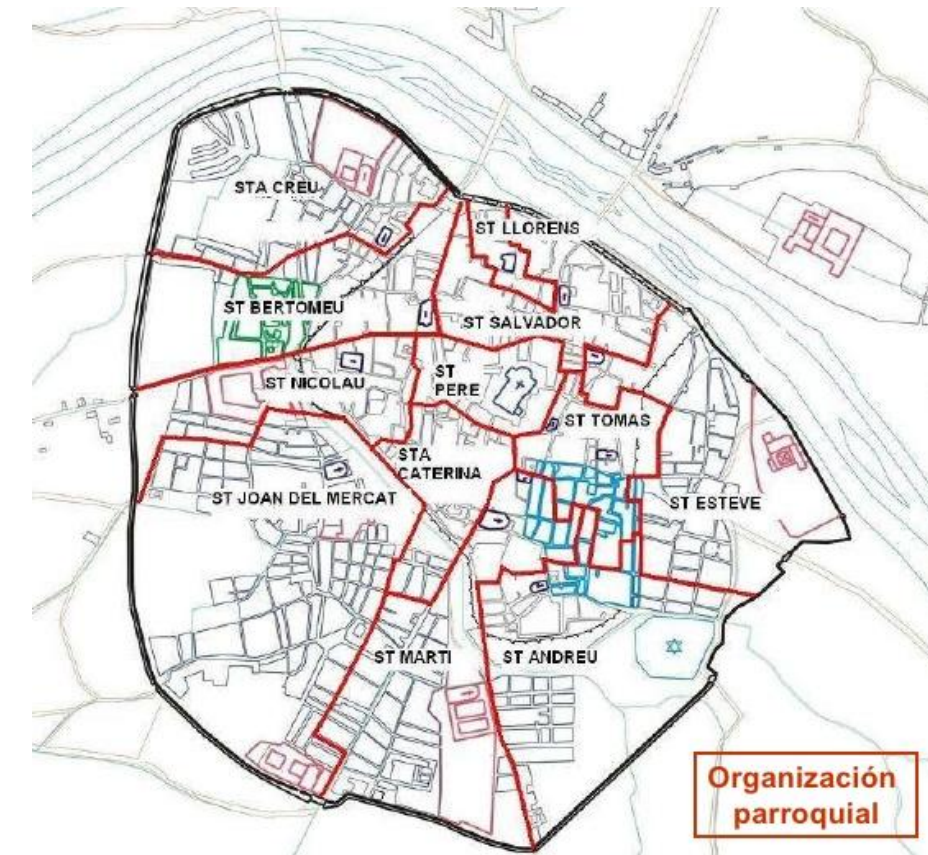 STA CREU
ST LLORENS
ST BERTOMEU
ST SALVADOR
ST NICOLAU
ST
PERE
ST TOMAS
STA
CATERINA
ST JOAN DEL MERCAT
ST ESTEVE
ST MARTI
ST ANDREU
Organización
parroquial